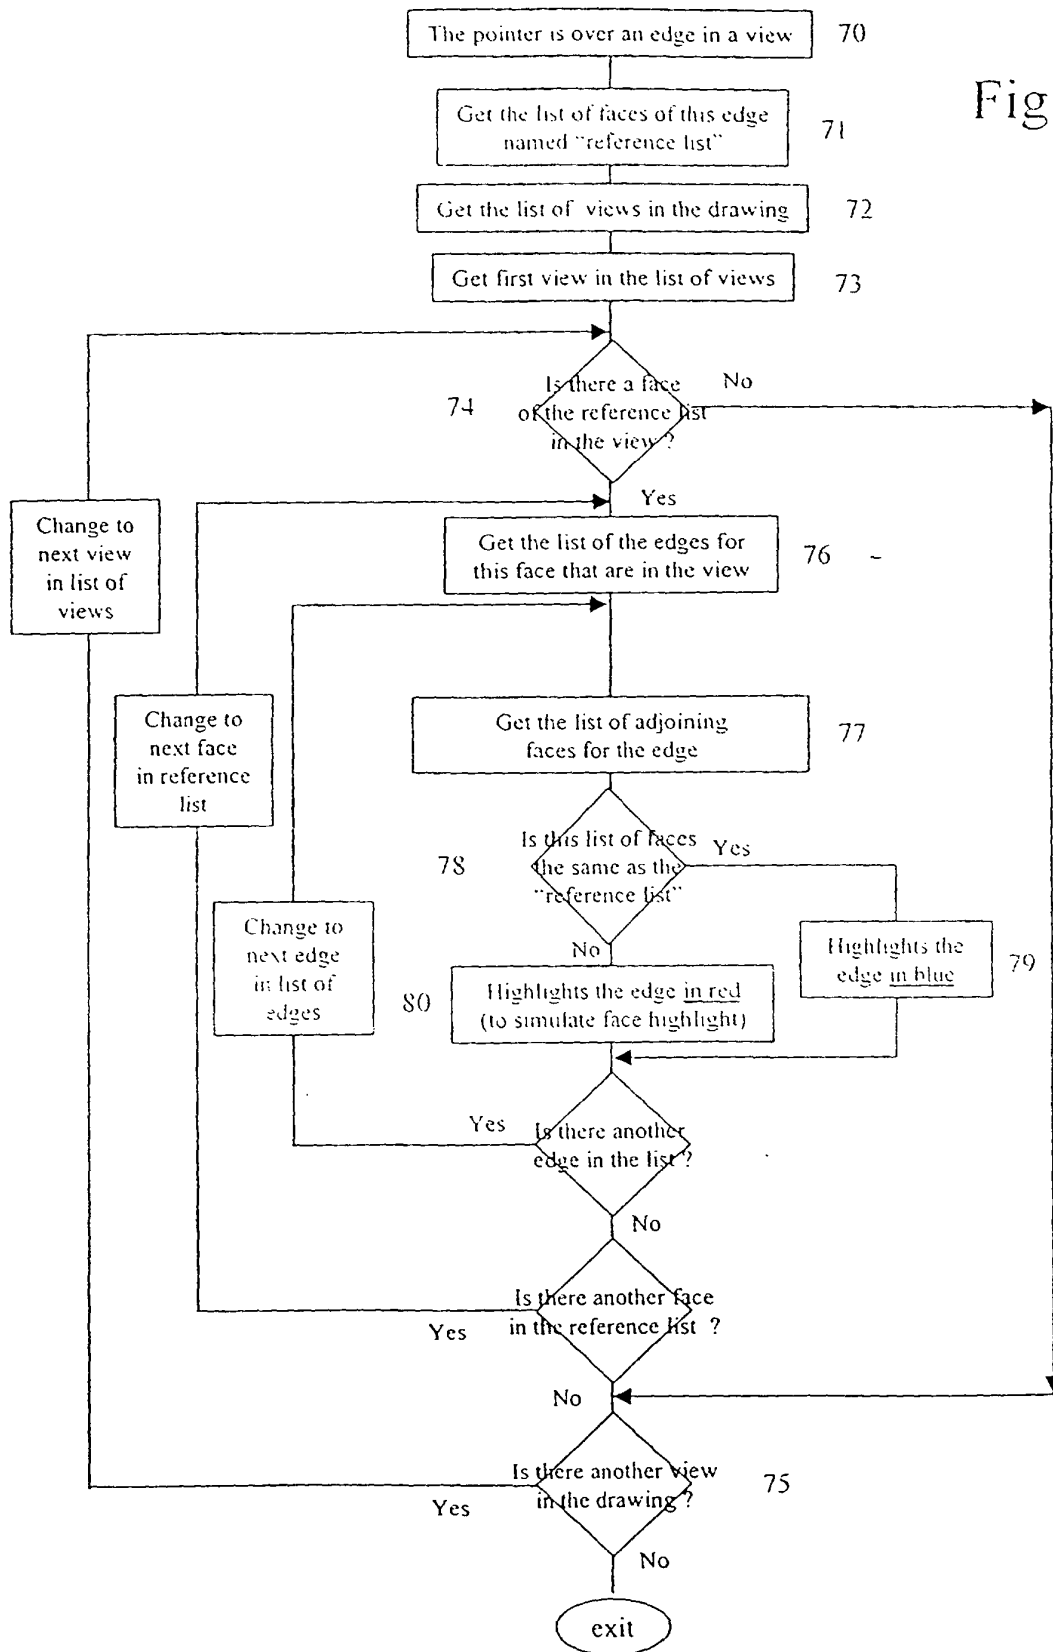 The pointer is over an edge in a view
70
Fig
Get the list of faces of this edge
named "reference list"
71
Get the list of views in the drawing
72
Get first view in the list of views
73
Is there a face
of the reference list
in the view ?
74
No
Yes
Change to
next view
in list of
views
Get the list of the edges for
this face that are in the view
76
Change to
next face
in reference
list
Get the list of adjoining
faces for the edge
77
Is this list of faces
the same as the
"reference list"
78
Yes
No
Change to
next edge
in list of
edges
Highlights the
edge in blue
79
80
Highlights the edge in red
(to simulate face highlight)
Yes
Is there another
edge in the list ?
No
Is there another face
in the reference list ?
Yes
No
Is there another view
in the drawing ?
75
Yes
No
exit